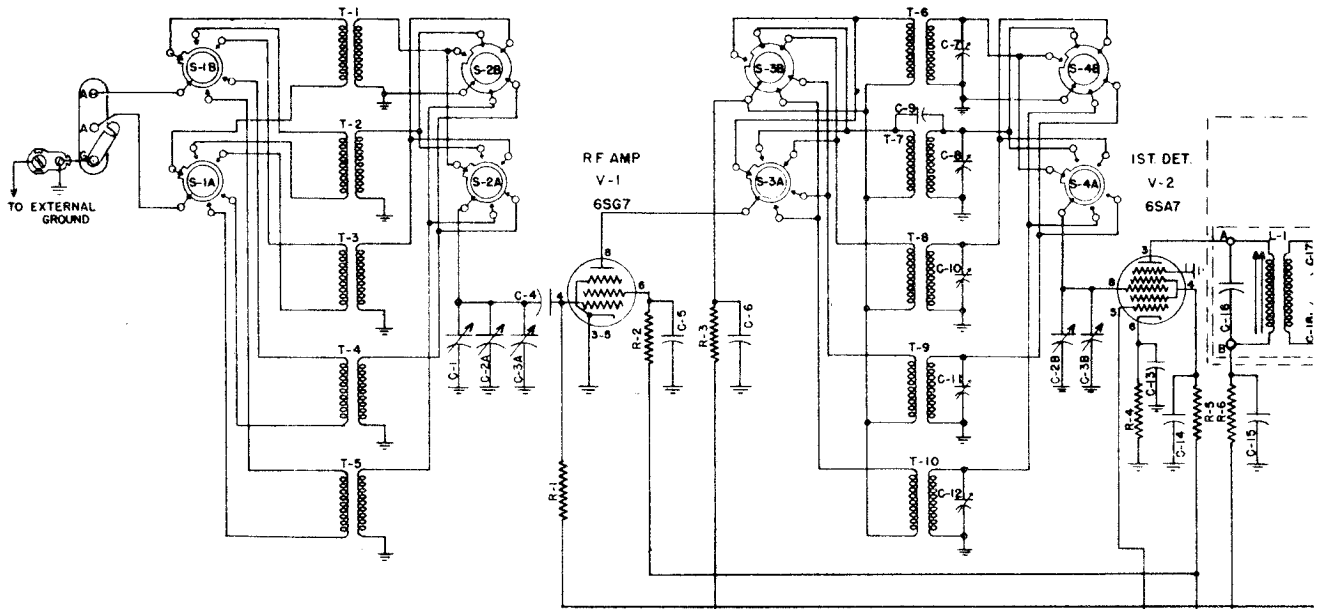 T-1
T-6
A
A
G
TO EXTERNAL
GROUND
S-1B
S-1A
T-2
T-3
T-4
T-5
S-2B
S-2A
C-1
C-2A
C-3A
C-4
R F AMP
V-1
6SG7
8
4
6
3-5
R-1
R-2
C-5
R-3
C-6
S-3B
S-3A
C-7
C-9
T-7
C-8
T-8
C-10
T-9
C-11
T-10
C-12
S-4B
S-4A
1ST. DET.
V-2
6SA7
3
8
4
5
6
C-2B
C-3B
R-4
C-13
C-14
R-5
R-6
C-15
A
B
C-16
L-1
C-17
C-18